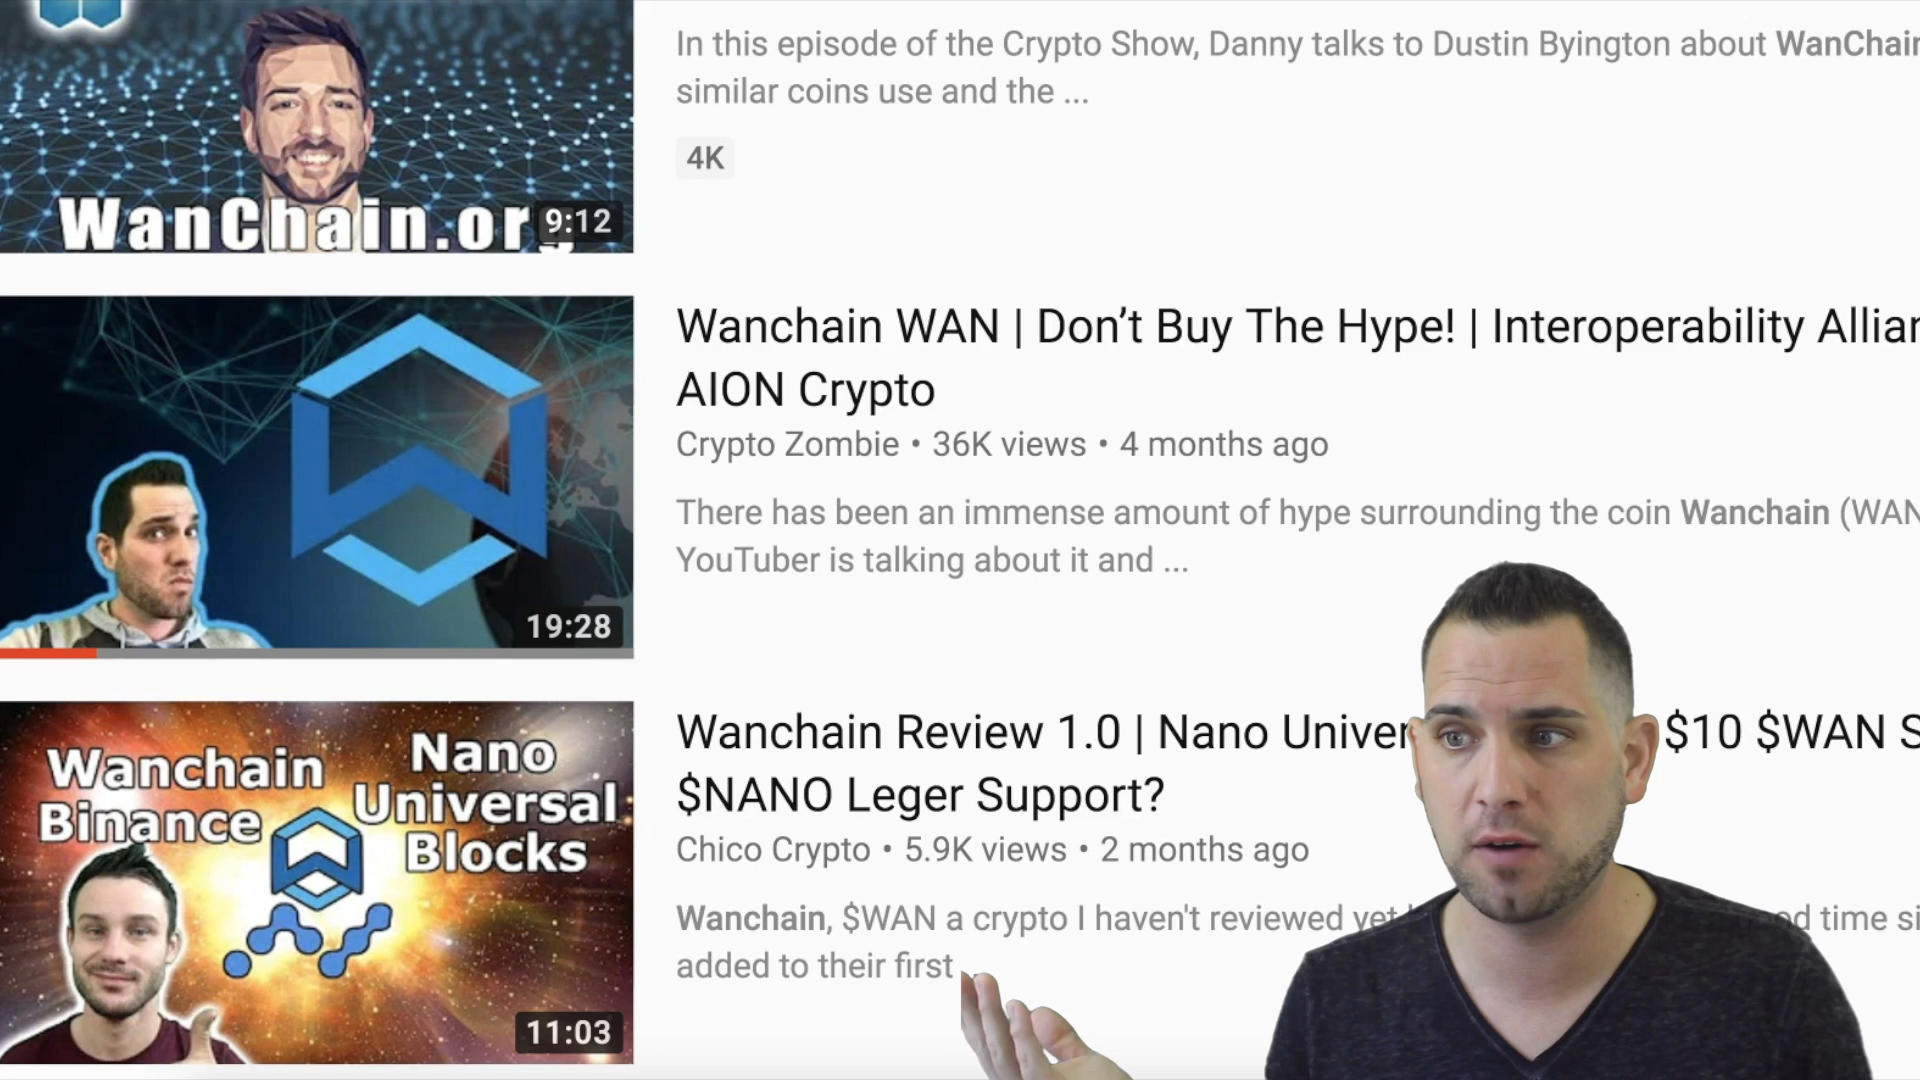 In this episode of the Crypto Show, Danny talks to Dustin Byington about WanChain
similar coins use and the ...
4K
WanChain.org
9:12
Wanchain WAN | Don’t Buy The Hype! | Interoperability Allian
AION Crypto
Crypto Zombie • 36K views • 4 months ago
There has been an immense amount of hype surrounding the coin Wanchain (WAN
YouTuber is talking about it and ...
19:28
Wanchain Review 1.0 | Nano Univer $10 $WAN S
$NANO Leger Support?
Chico Crypto • 5.9K views • 2 months ago
Wanchain, $WAN a crypto I haven't reviewed yet time si
added to their first
Wanchain
Binance
Nano
Universal
Blocks
11:03